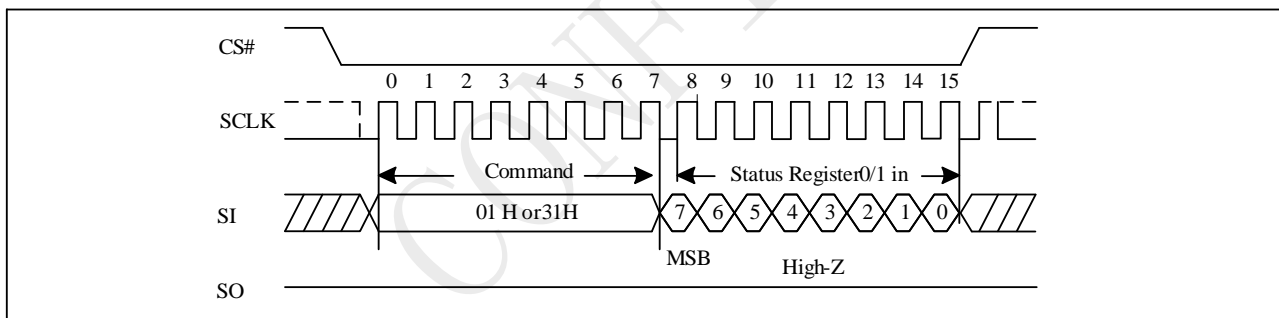 CONF
CS#
0 1 2 3 4 5 6 7 8 9 10 11 12 13 14 15
SCLK
Command
Status Register0/1 in
SI
01 H or31H
7 6 5 4 3 2 1 0
MSB
High-Z
SO